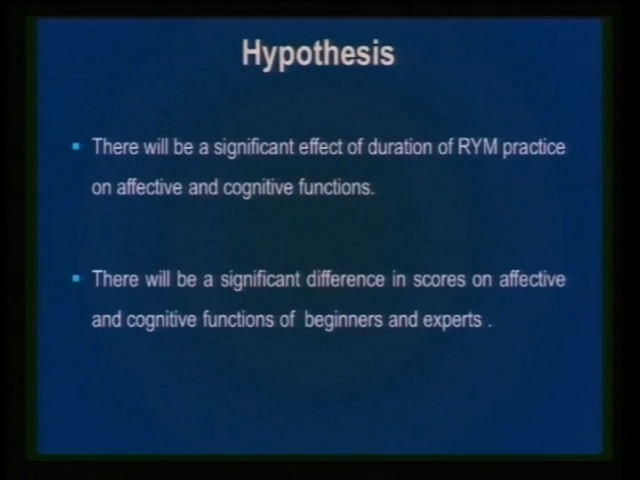 Hypothesis
There will be a significant effect of duration of RYM practice
on affective and cognitive functions.
There will be a significant difference in scores on affective
and cognitive functions of beginners and experts .